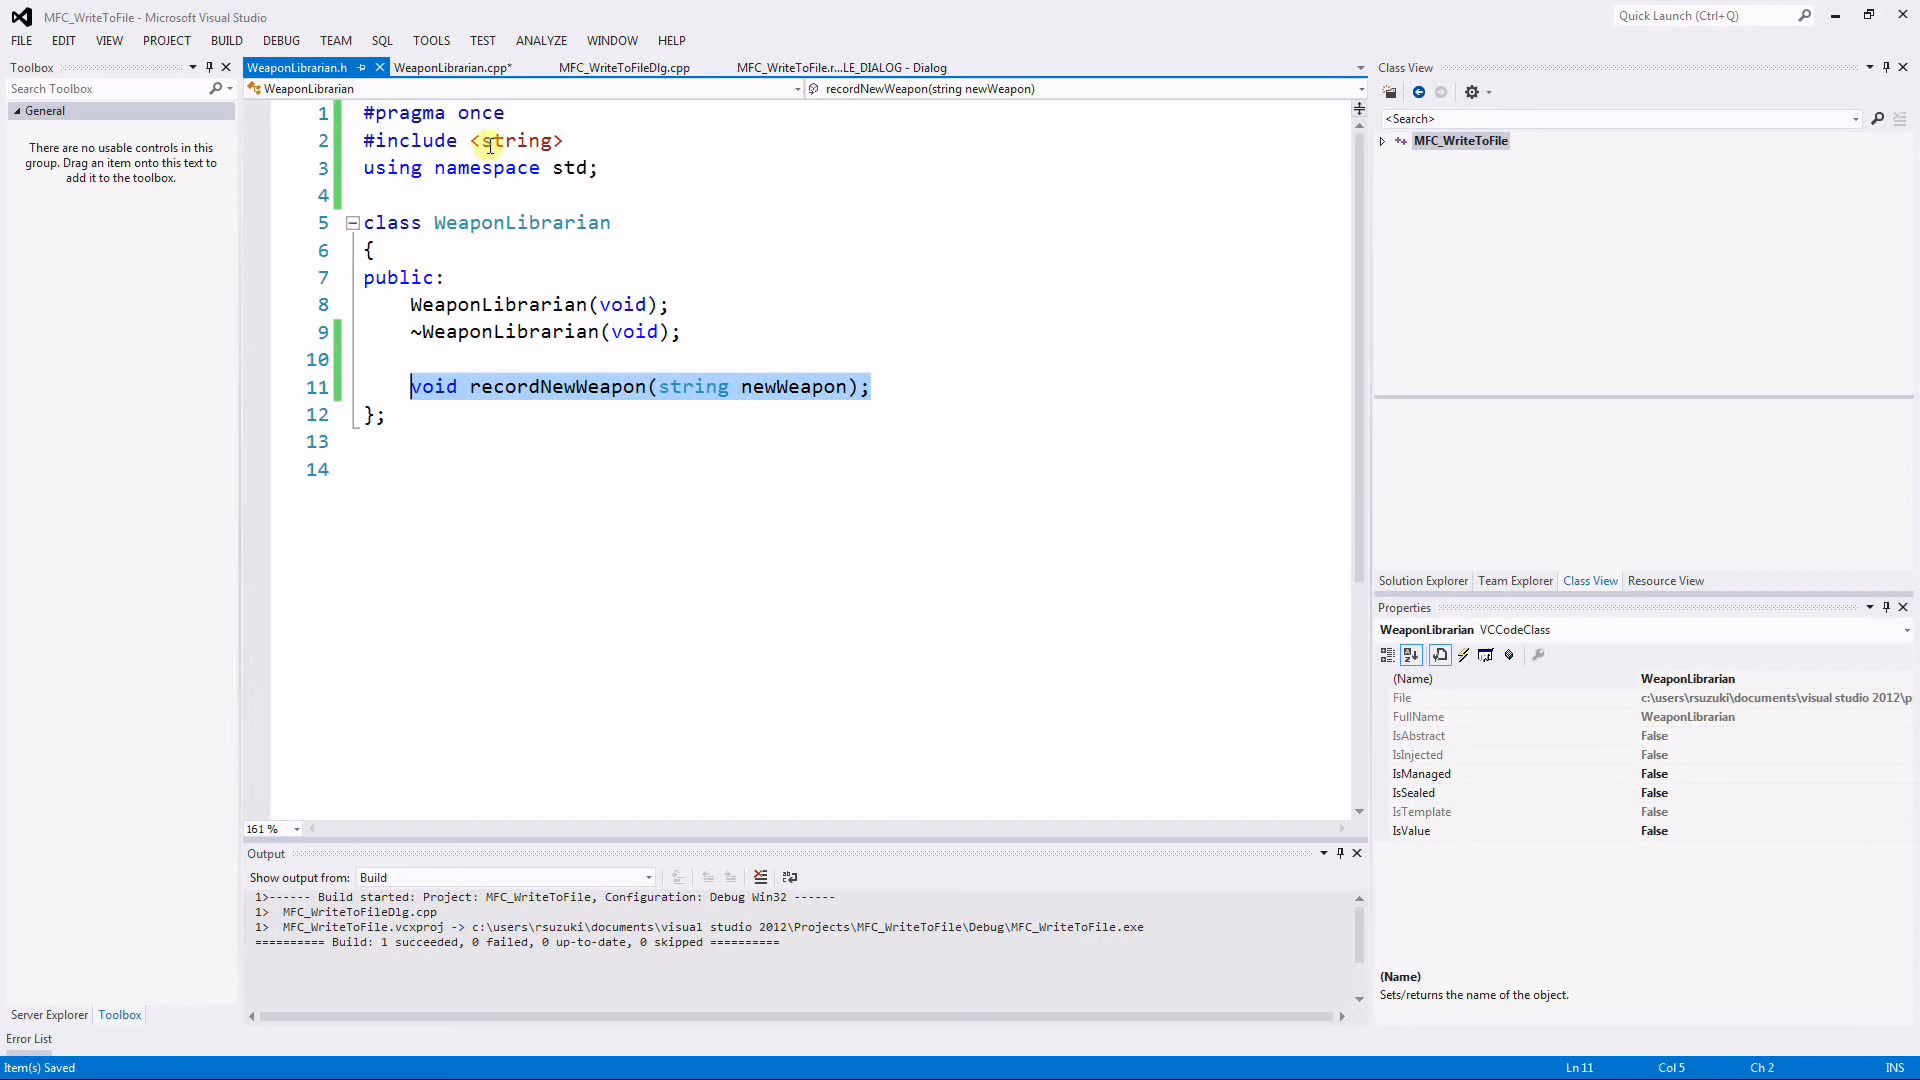 MFC_WriteToFile - Microsoft Visual Studio
Quick Launch (Ctrl+Q)
FILE EDIT VIEW PROJECT BUILD DEBUG TEAM SQL TOOLS TEST ANALYZE WINDOW HELP
Toolbox
WeaponLibrarian.h WeaponLibrarian.cpp* MFC_WriteToFileDlg.cpp MFC_WriteToFile.r...LE_DIALOG - Dialog
Class View
Search Toolbox
WeaponLibrarian recordNewWeapon(string newWeapon)
General
There are no usable controls in this
group. Drag an item onto this text to
add it to the toolbox.
<Search>
MFC_WriteToFile
1 #pragma once
2 #include <string>
3 using namespace std;
4
5 class WeaponLibrarian
6 {
7 public:
8 WeaponLibrarian(void);
9 ~WeaponLibrarian(void);
10
11 void recordNewWeapon(string newWeapon);
12 };
13
14
161 %
Solution Explorer Team Explorer Class View Resource View
Properties
WeaponLibrarian VCCodeClass
(Name) WeaponLibrarian
File c:\users\rsuzuki\documents\visual studio 2012\p
FullName WeaponLibrarian
IsAbstract False
IsInjected False
IsManaged False
IsSealed False
IsTemplate False
IsValue False
(Name)
Sets/returns the name of the object.
Output
Show output from: Build
1>------ Build started: Project: MFC_WriteToFile, Configuration: Debug Win32 ------
1> MFC_WriteToFileDlg.cpp
1> MFC_WriteToFile.vcxproj -> c:\users\rsuzuki\documents\visual studio 2012\Projects\MFC_WriteToFile\Debug\MFC_WriteToFile.exe
========== Build: 1 succeeded, 0 failed, 0 up-to-date, 0 skipped ==========
Server Explorer Toolbox
Error List
Item(s) Saved Ln 11 Col 5 Ch 2 INS